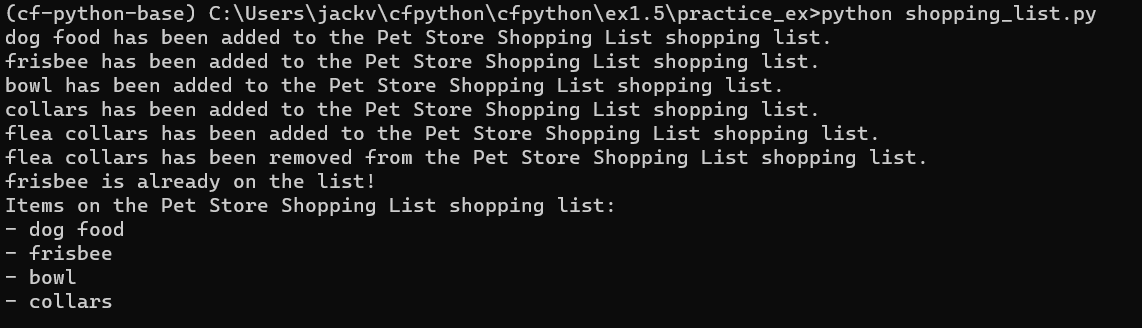 (cf-python-base) C:\Users\jackv\cfpython\cfpython\ex1.5\practice_ex>python shopping_list.py
dog food has been added to the Pet Store Shopping List shopping list.
frisbee has been added to the Pet Store Shopping List shopping list.
bowl has been added to the Pet Store Shopping List shopping list.
collars has been added to the Pet Store Shopping List shopping list.
flea collars has been added to the Pet Store Shopping List shopping list.
flea collars has been removed from the Pet Store Shopping List shopping list.
frisbee is already on the list!
Items on the Pet Store Shopping List shopping list:
- dog food
- frisbee
- bowl
- collars